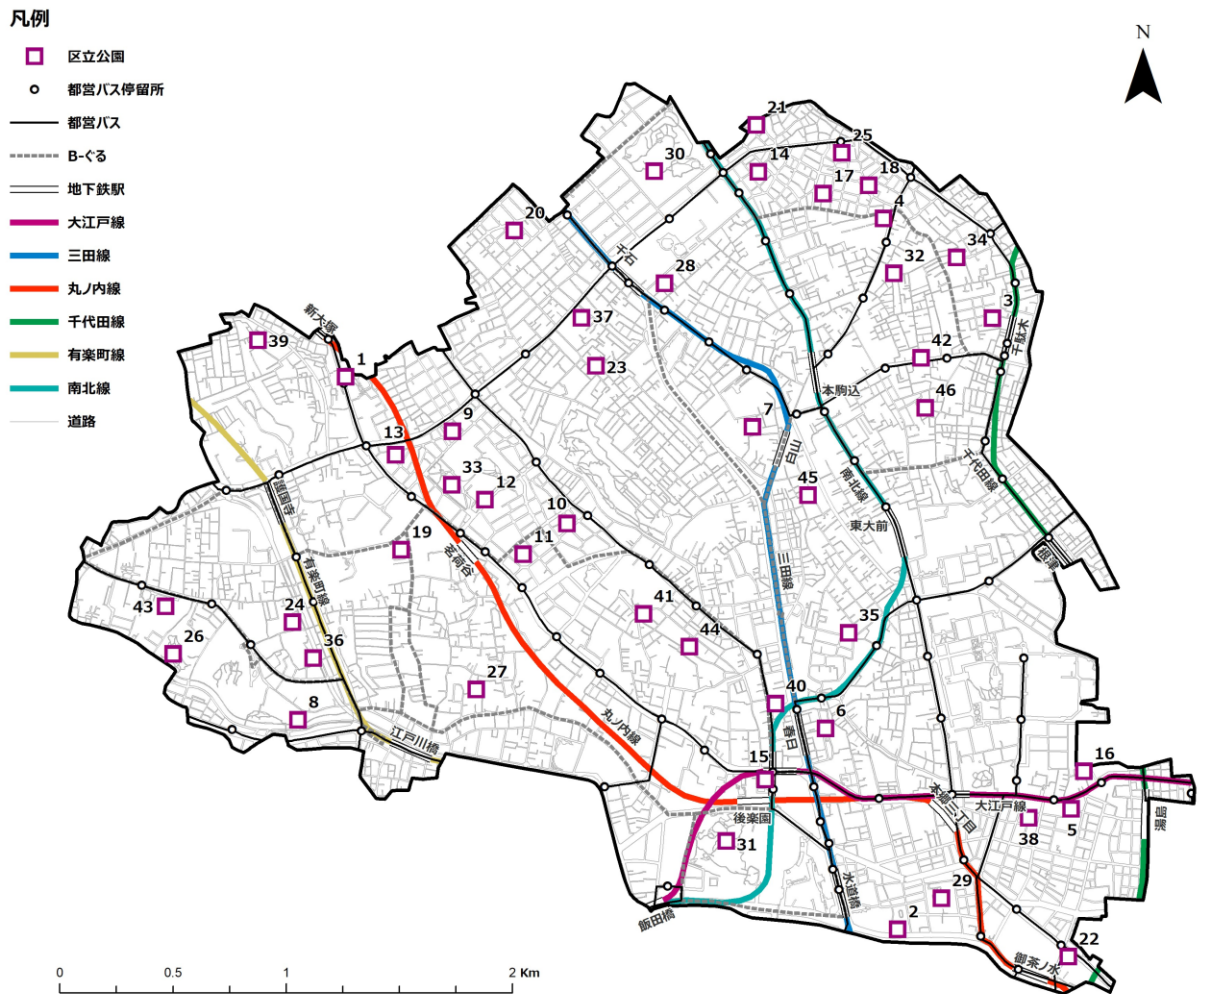 凡例
区立公園
都営バス停留所
都営バス
B-ぐる
地下鉄駅
大江戸線
三田線
丸ノ内線
千代田線
有楽町線
南北線
道路
N
21
25
30
14
17
18
20
4
千石
34
32
28
3
新大塚
37
千駄木
39
42
1
23
本駒込
46
9
7
13
白山
33
45
南北線
千代田線
12
護国寺
10
東大前
19
11
茗荷谷
根津
三田線
有楽町線
43
24
41
35
44
26
36
27
40
8
6
丸ノ内線
春日
江戸川橋
15
16
本郷三丁目
大江戸線
湯島
後楽園
38
5
31
水道橋
29
飯田橋
2
22
御茶ノ水
0
0.5
1
2 Km